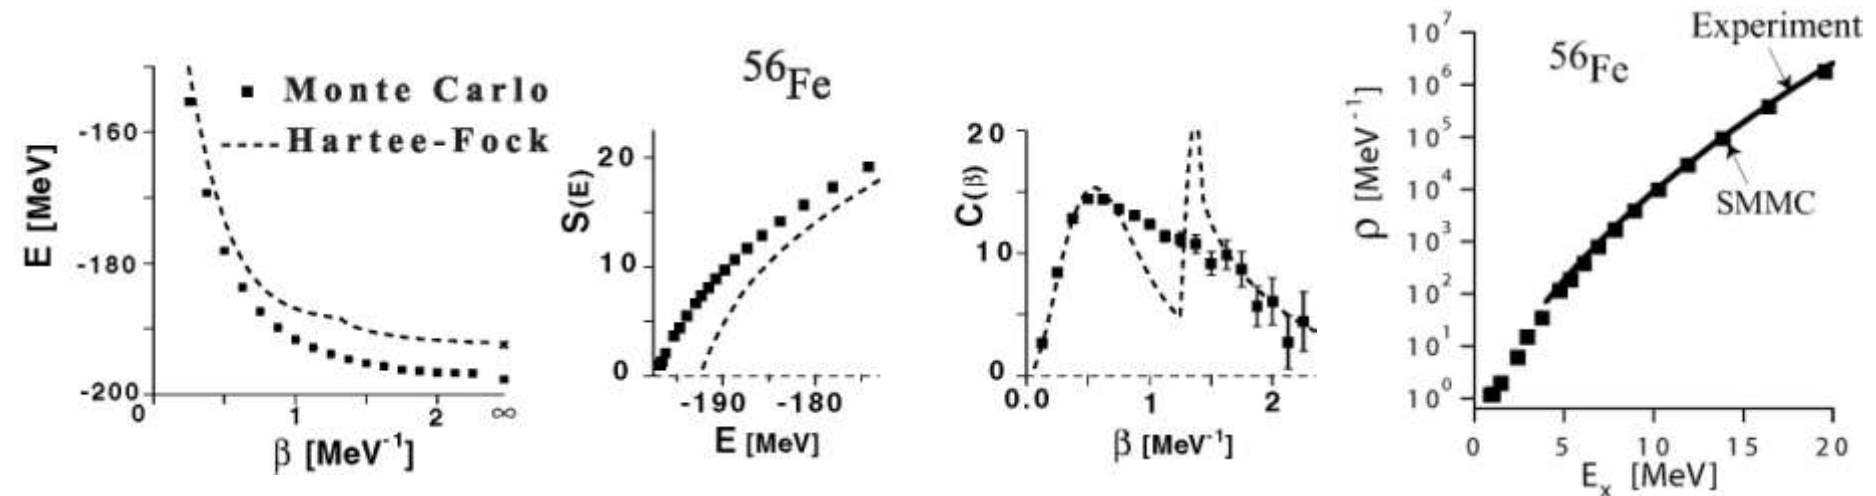 E [MeV]
-160
-180
-200
0
1
2
∞
β [MeV⁻¹]
Monte Carlo
Hartee-Fock
⁵⁶Fe
S(E)
20
10
0
-190
-180
E [MeV]
C(β)
20
10
0
0.0
1
2
β [MeV⁻¹]
ρ [MeV⁻¹]
10⁷
10⁶
10⁵
10⁴
10³
10²
10¹
10⁰
0
5
10
15
20
Eₓ [MeV]
⁵⁶Fe
Experiment
SMMC